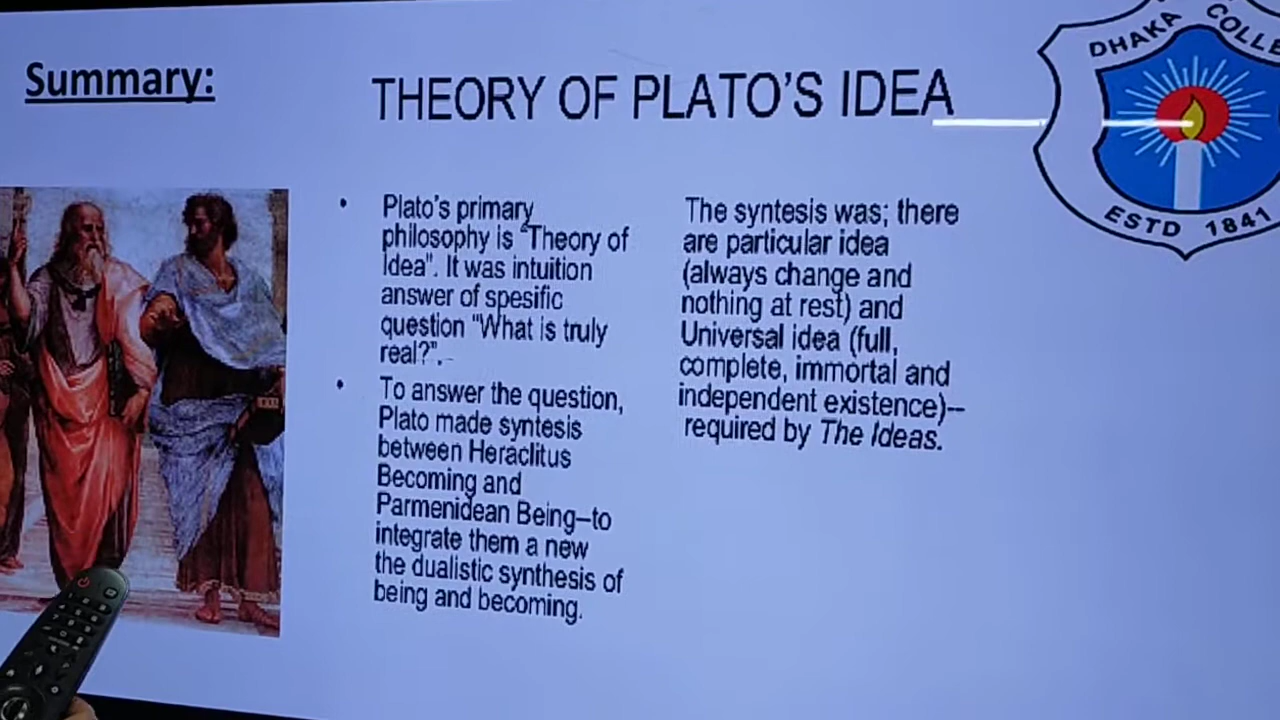 Summary:
THEORY OF PLATO'S IDEA
DHAKA COLLE
ESTD 1841
• Plato's primary
philosophy is "Theory of
Idea". It was intuition
answer of spesific
question "What is truly
real?".
• To answer the question,
Plato made syntesis
between Heraclitus
Becoming and
Parmenidean Being–to
integrate them a new
the dualistic synthesis of
being and becoming.
The syntesis was; there
are particular idea
(always change and
nothing at rest) and
Universal idea (full,
complete, immortal and
independent existence)–
required by The Ideas.